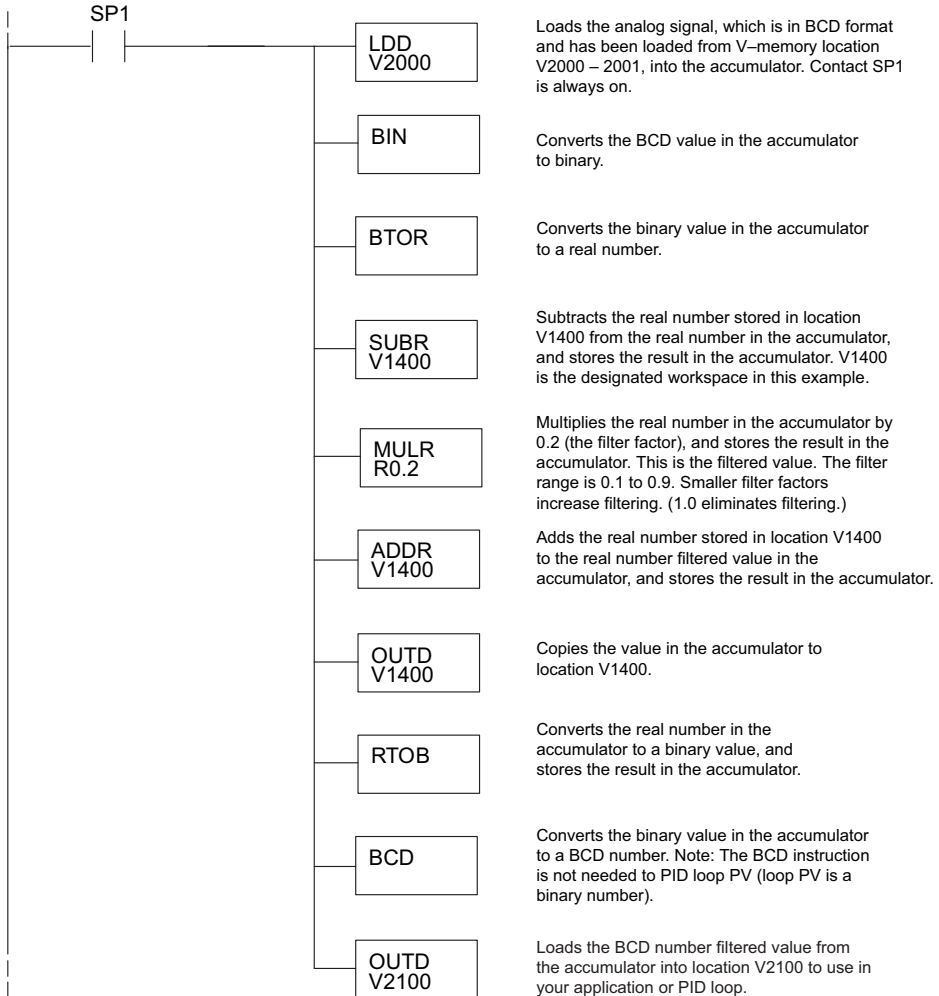 SP1
LDD
V2000
Loads the analog signal, which is in BCD format
and has been loaded from V–memory location
V2000 – 2001, into the accumulator. Contact SP1
is always on.
BIN
Converts the BCD value in the accumulator
to binary.
BTOR
Converts the binary value in the accumulator
to a real number.
SUBR
V1400
Subtracts the real number stored in location
V1400 from the real number in the accumulator,
and stores the result in the accumulator. V1400
is the designated workspace in this example.
MULR
R0.2
Multiplies the real number in the accumulator by
0.2 (the filter factor), and stores the result in the
accumulator. This is the filtered value. The filter
range is 0.1 to 0.9. Smaller filter factors
increase filtering. (1.0 eliminates filtering.)
ADDR
V1400
Adds the real number stored in location V1400
to the real number filtered value in the
accumulator, and stores the result in the accumulator.
OUTD
V1400
Copies the value in the accumulator to
location V1400.
RTOB
Converts the real number in the
accumulator to a binary value, and
stores the result in the accumulator.
BCD
Converts the binary value in the accumulator
to a BCD number. Note: The BCD instruction
is not needed to PID loop PV (loop PV is a
binary number).
OUTD
V2100
Loads the BCD number filtered value from
the accumulator into location V2100 to use in
your application or PID loop.